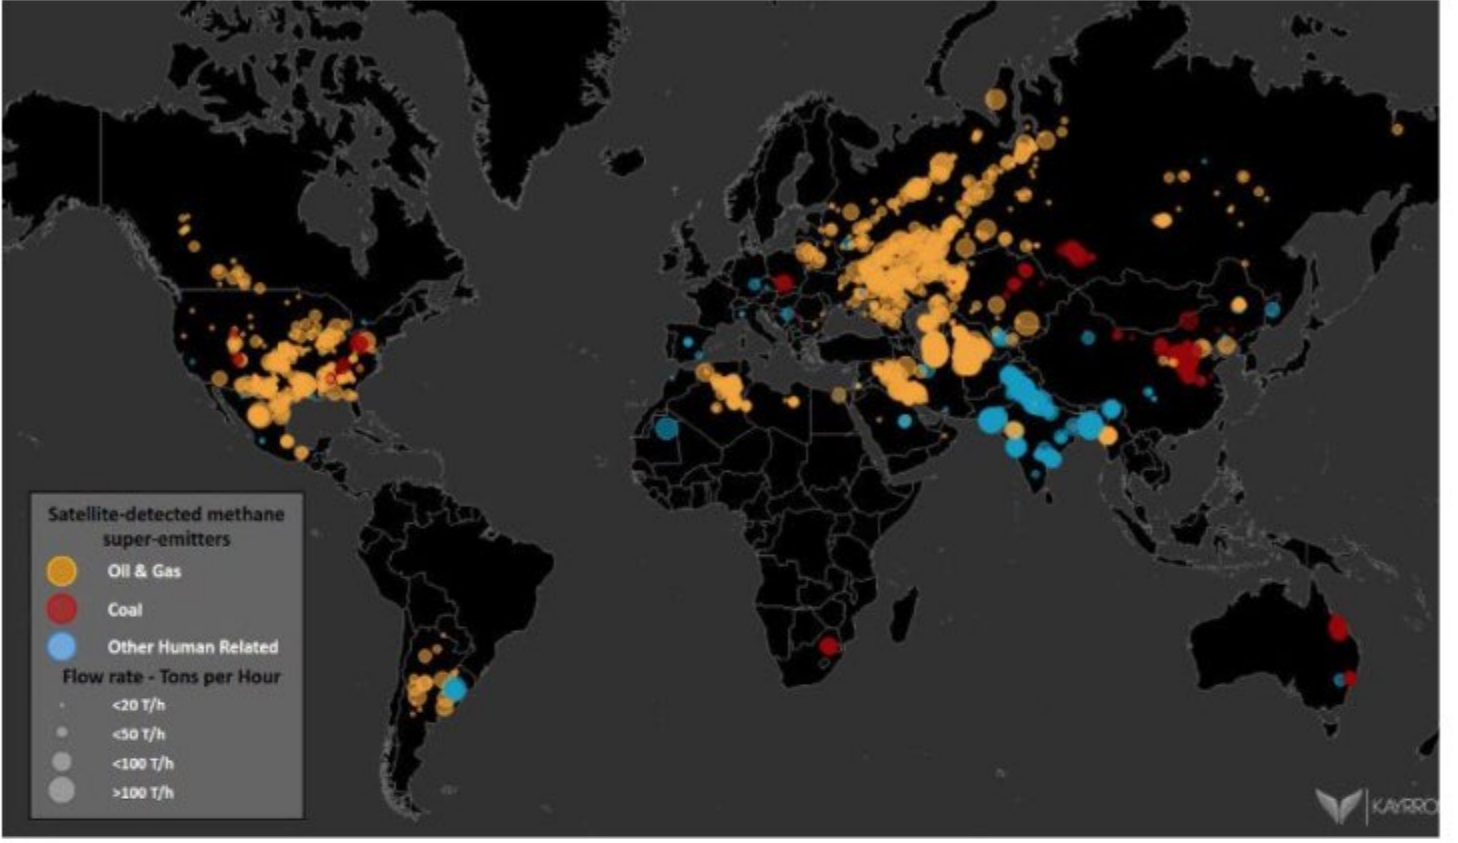 Satellite-detected methane
super-emitters
Oil & Gas
Coal
Other Human Related
Flow rate - Tons per Hour
<20 T/h
<50 T/h
<100 T/h
>100 T/h
KAYRRO